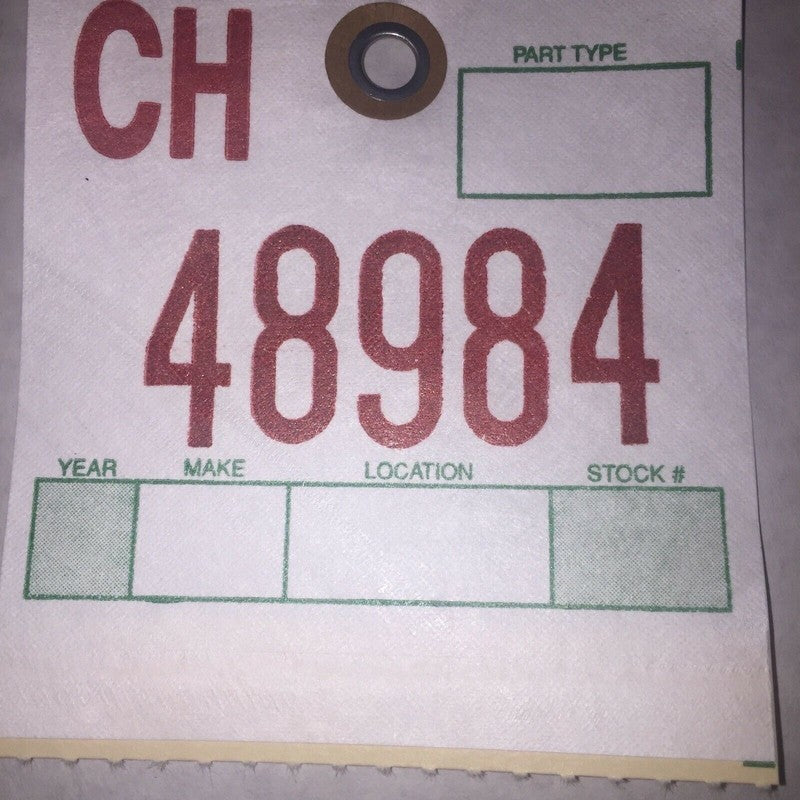 CH
PART TYPE
48984
YEAR MAKE LOCATION STOCK #